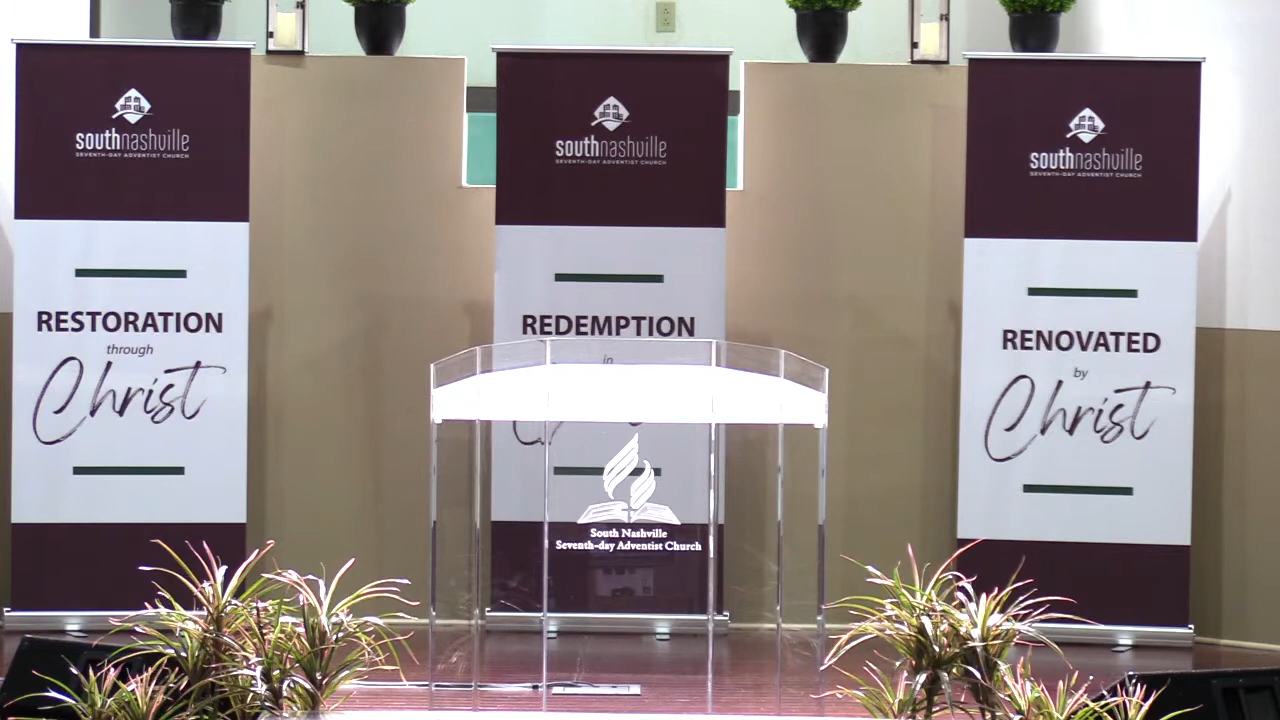 southnashville
SEVENTH-DAY ADVENTIST CHURCH
RESTORATION
through
Christ
southnashville
SEVENTH-DAY ADVENTIST CHURCH
REDEMPTION
in
South Nashville
Seventh-day Adventist Church
southnashville
SEVENTH-DAY ADVENTIST CHURCH
RENOVATED
by
Christ